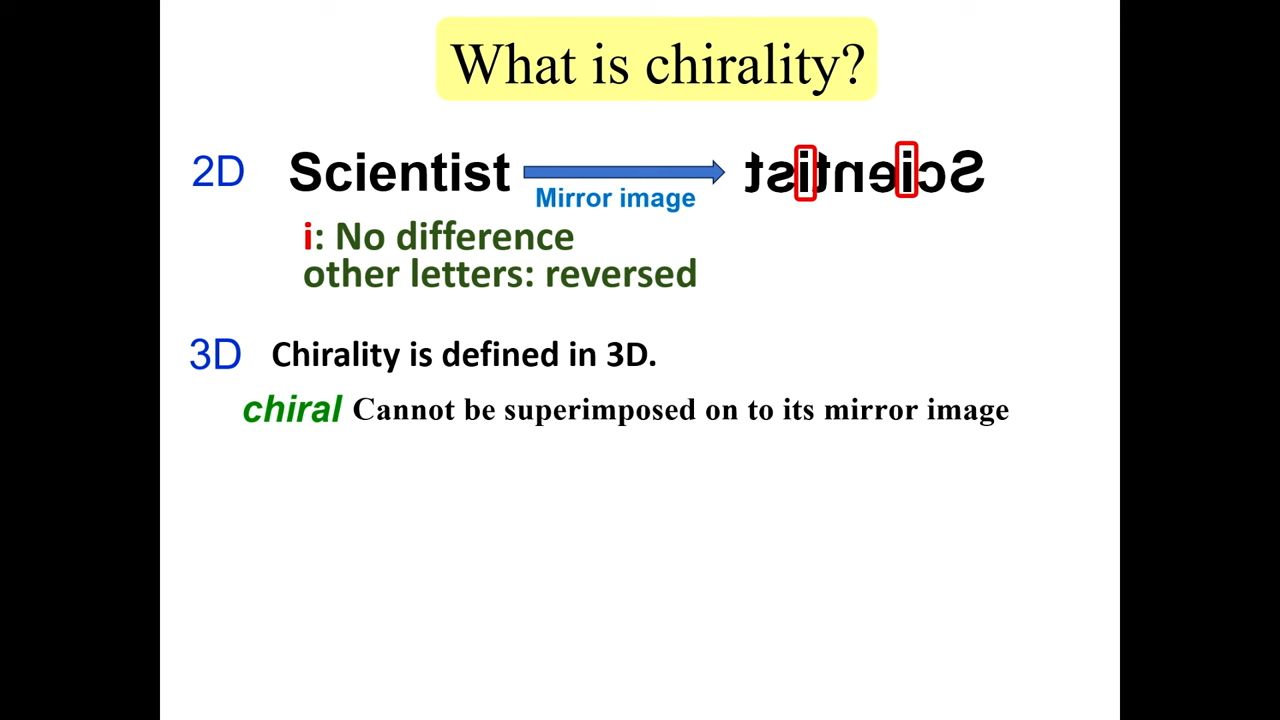 What is chirality?
2D Scientist Scientist
Mirror image
i: No difference
other letters: reversed
3D Chirality is defined in 3D.
chiral Cannot be superimposed on to its mirror image